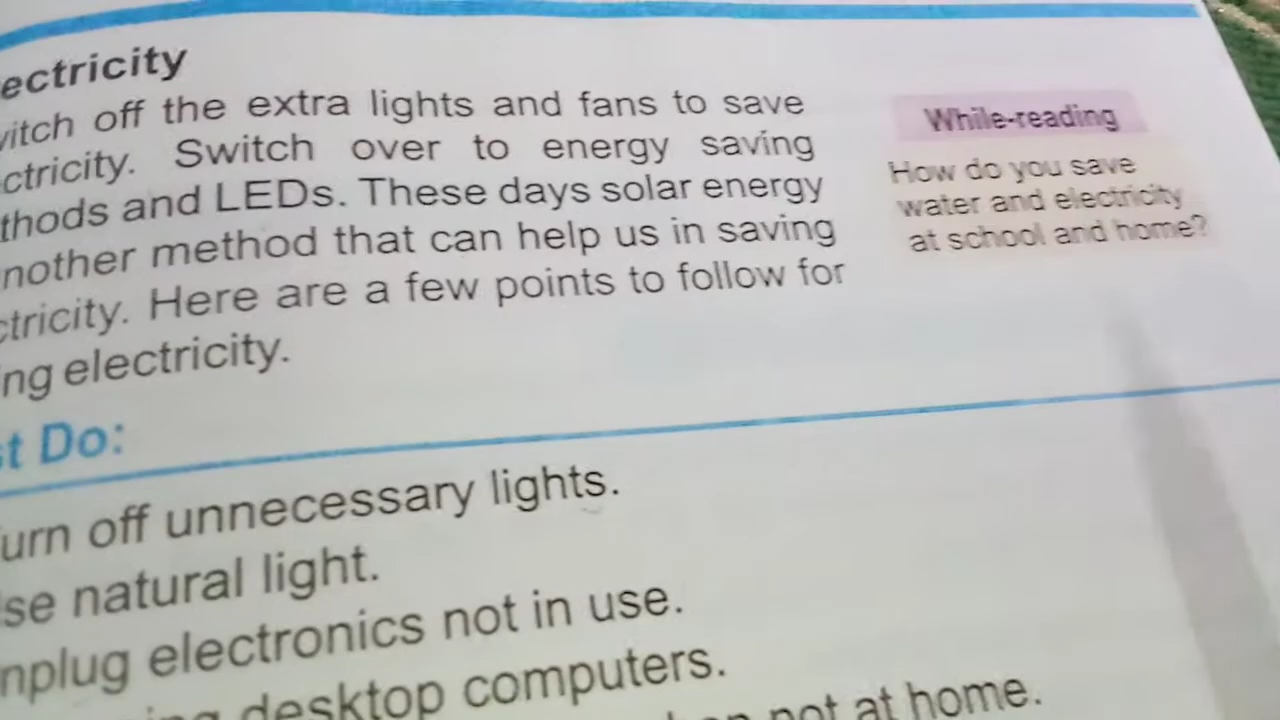 ectricity
witch off the extra lights and fans to save
ctricity. Switch over to energy saving
thods and LEDs. These days solar energy
nother method that can help us in saving
ctricity. Here are a few points to follow for
ng electricity.
While-reading
How do you save
water and electricity
at school and home?
st Do:
urn off unnecessary lights.
se natural light.
nplug electronics not in use.
desktop computers.
not at home.